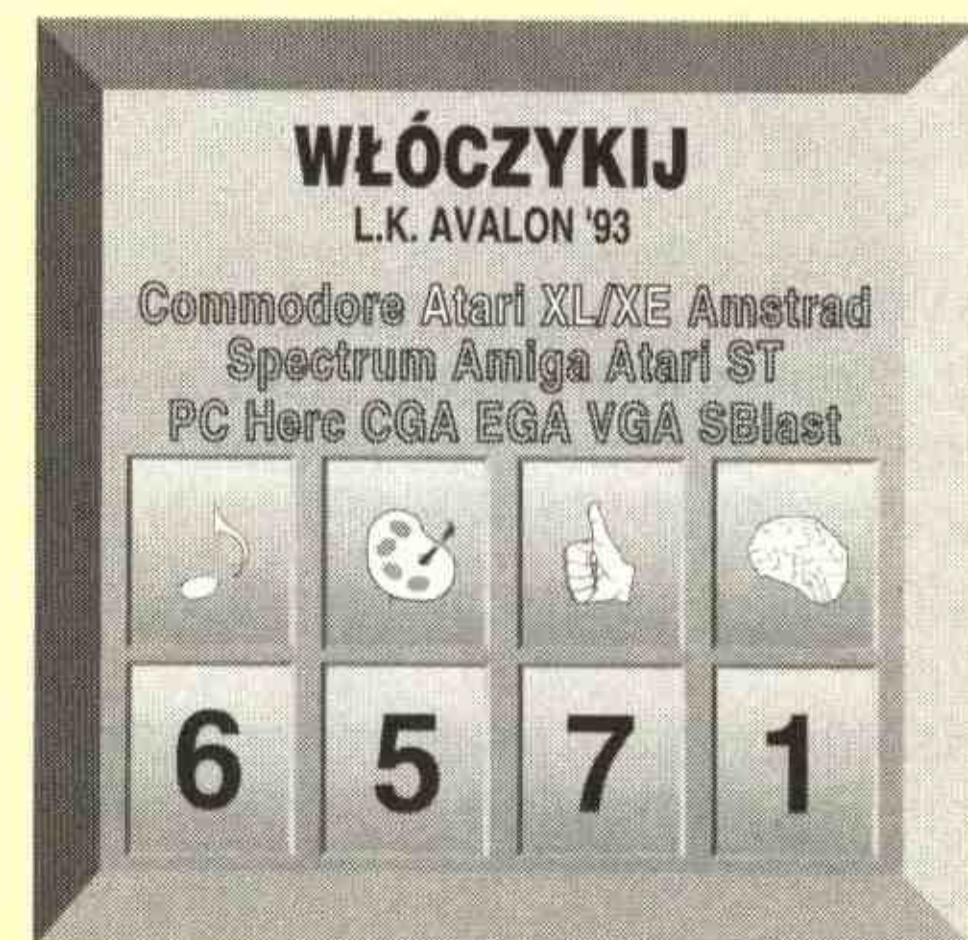 WŁÓCZYKIJ
L.K. AVALON '93
Commodore Atari XL/XE Amstrad
Spectrum Amiga Atari ST
PC Herc CGA EGA VGA SBlast
6 5 7 1